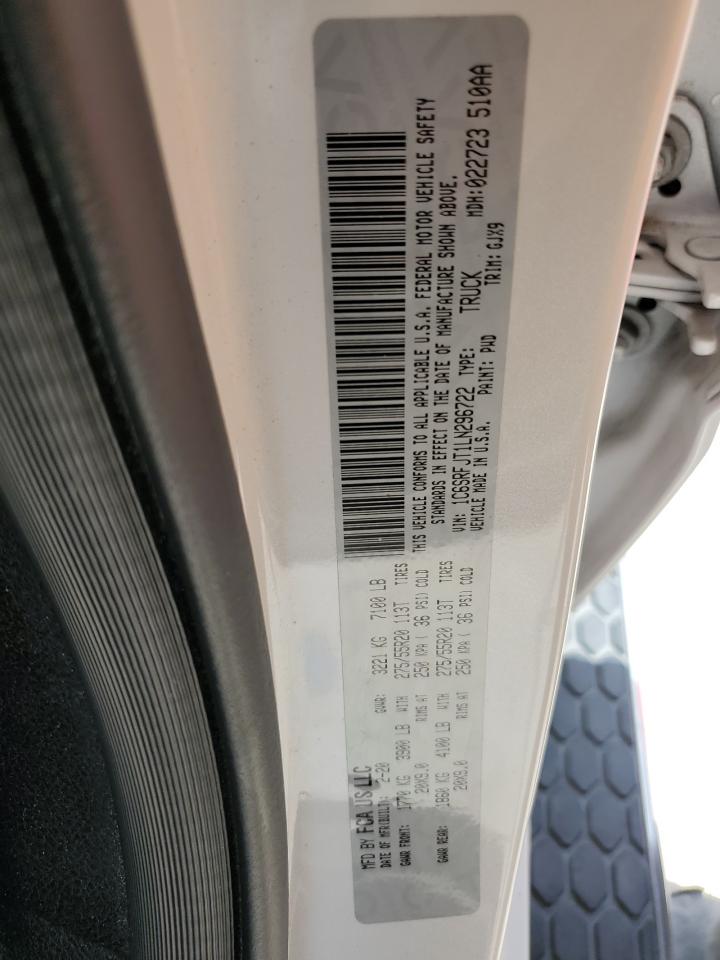 MFD BY FCA US LLC
DATE OF MFR(BUILT): 2-20 GVWR: 3221 KG 7100 LB
GAWR FRONT: 1770 KG 3900 LB WITH 275/55R20 113T TIRES
20X9.0 RIMS AT 250 KPA ( 36 PSI) COLD
GAWR REAR: 1860 KG 4100 LB WITH 275/55R20 113T TIRES
20X9.0 RIMS AT 250 KPA ( 36 PSI) COLD
THIS VEHICLE CONFORMS TO ALL APPLICABLE U.S.A. FEDERAL MOTOR VEHICLE SAFETY
STANDARDS IN EFFECT ON THE DATE OF MANUFACTURE SHOWN ABOVE.
VIN: 1C6SRFJT1LN296722 TYPE: TRUCK MDH:022723 510AA
VEHICLE MADE IN U.S.A. PAINT: PWD TRIM: GJX9